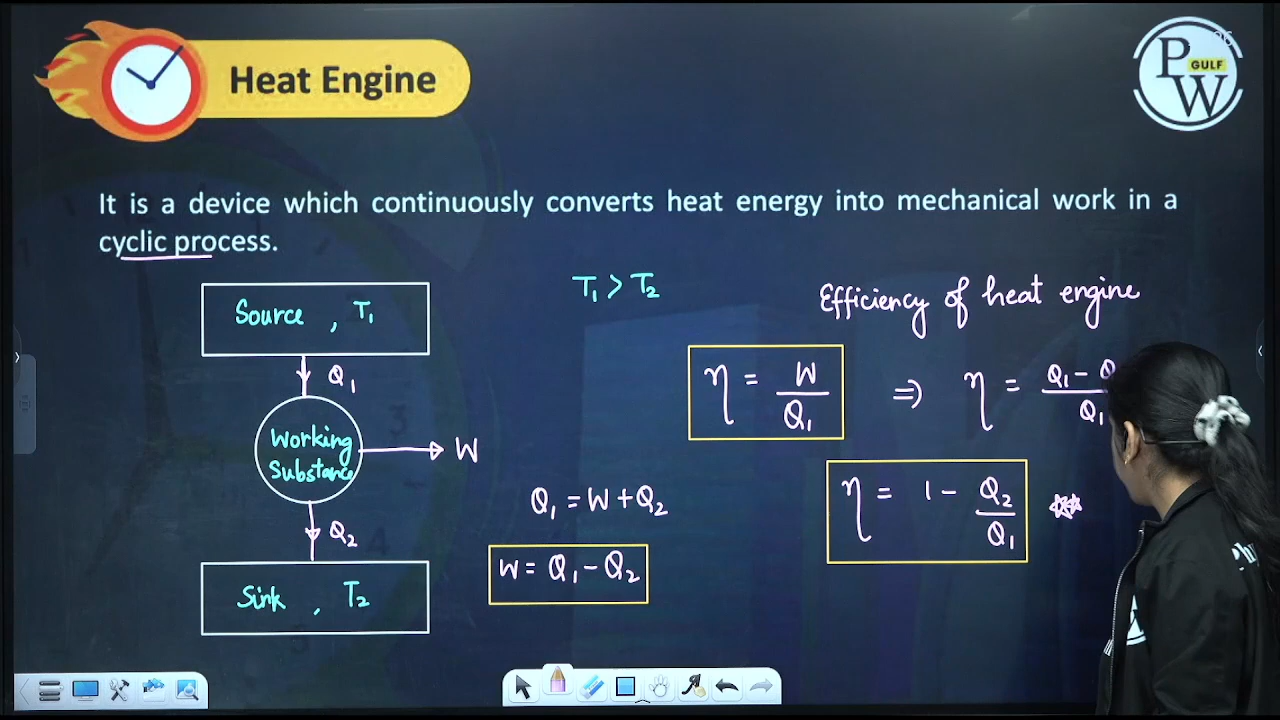 Heat Engine
PW GULF
It is a device which continuously converts heat energy into mechanical work in a
cyclic process.
Source , T₁
Q₁
Working
Substance
W
Q₂
Sink , T₂
T₁ > T₂
Q₁ = W + Q₂
W = Q₁ - Q₂
Efficiency of heat engine
η = W/Q₁ ⇒ η = Q₁ - Q/Q₁
η = 1 - Q₂/Q₁